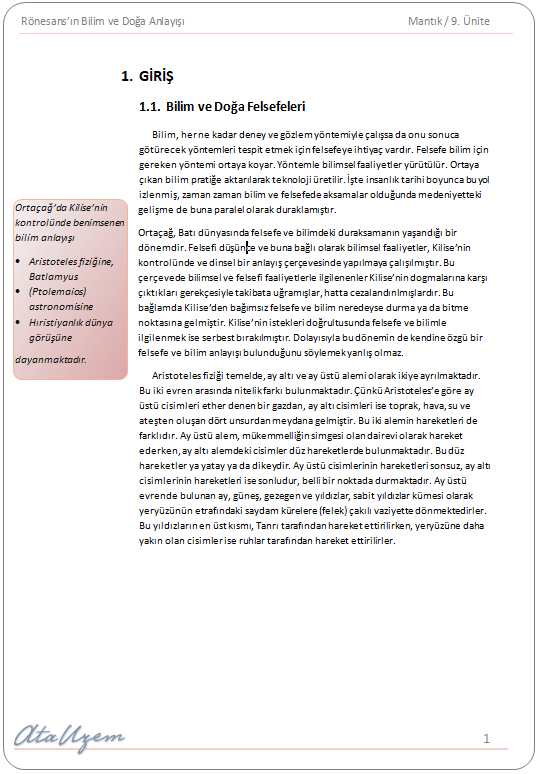 Rönesans'ın Bilim ve Doğa Anlayışı
Mantık / 9. Ünite
1. GİRİŞ
1.1. Bilim ve Doğa Felsefeleri
Bilim, her ne kadar deney ve gözlem yöntemiyle çalışsa da onu sonuca
götürecek yöntemleri tespit etmek için felsefeye ihtiyaç vardır. Felsefe bilim için
gereken yöntemi ortaya koyar. Yöntemle bilimsel faaliyetler yürütülür. Ortaya
çıkan bilim pratiğe aktarılarak teknoloji üretilir. İşte insanlık tarihi boyunca bu yol
izlenmiş, zaman zaman bilim ve felsefede aksamalar olduğunda medeniyetteki
gelişme de buna paralel olarak duraklamıştır.
Ortaçağ'da Kilise'nin
kontrolünde benimsenen
bilim anlayışı
• Aristoteles fiziğine,
Batlamyus
• (Ptolemaios)
astronomisine
• Hıristiyanlık dünya
görüşüne
dayanmaktadır.
Ortaçağ, Batı dünyasında felsefe ve bilimdeki duraksamanın yaşandığı bir
dönemdir. Felsefi düşünce ve buna bağlı olarak bilimsel faaliyetler, Kilise'nin
kontrolünde ve dinsel bir anlayış çerçevesinde yapılmaya çalışılmıştır. Bu
çerçevede bilimsel ve felsefi faaliyetlerle ilgilenenler Kilise'nin dogmalarına karşı
çıktıkları gerekçesiyle takibata uğramışlar, hatta cezalandırılmışlardır. Bu
bağlamda Kilise'den bağımsız felsefe ve bilim neredeyse durma ya da bitme
noktasına gelmiştir. Kilise'nin istekleri doğrultusunda felsefe ve bilimle
ilgilenmek ise serbest bırakılmıştır. Dolayısıyla bu dönemin de kendine özgü bir
felsefe ve bilim anlayışı bulunduğunu söylemek yanlış olmaz.
Aristoteles fiziği temelde, ay altı ve ay üstü alemi olarak ikiye ayrılmaktadır.
Bu iki evren arasında nitelik farkı bulunmaktadır. Çünkü Aristoteles'e göre ay
üstü cisimleri ether denen bir gazdan, ay altı cisimleri ise toprak, hava, su ve
ateşten oluşan dört unsurdan meydana gelmiştir. Bu iki alemin hareketleri de
farklıdır. Ay üstü alem, mükemmelliğin simgesi olan dairevi olarak hareket
ederken, ay altı alemdeki cisimler düz hareketlerde bulunmaktadır. Bu düz
hareketler ya yatay ya da dikeydir. Ay üstü cisimlerinin hareketleri sonsuz, ay altı
cisimlerinin hareketleri ise sonludur, belli bir noktada durmaktadır. Ay üstü
evrende bulunan ay, güneş, gezegen ve yıldızlar, sabit yıldızlar kümesi olarak
yeryüzünün etrafındaki saydam kürelere (felek) çakılı vaziyette dönmektedirler.
Bu yıldızların en üst kısmı, Tanrı tarafından hareket ettirilirken, yeryüzüne daha
yakın olan cisimler ise ruhlar tarafından hareket ettirilirler.
Ata Uzem
1